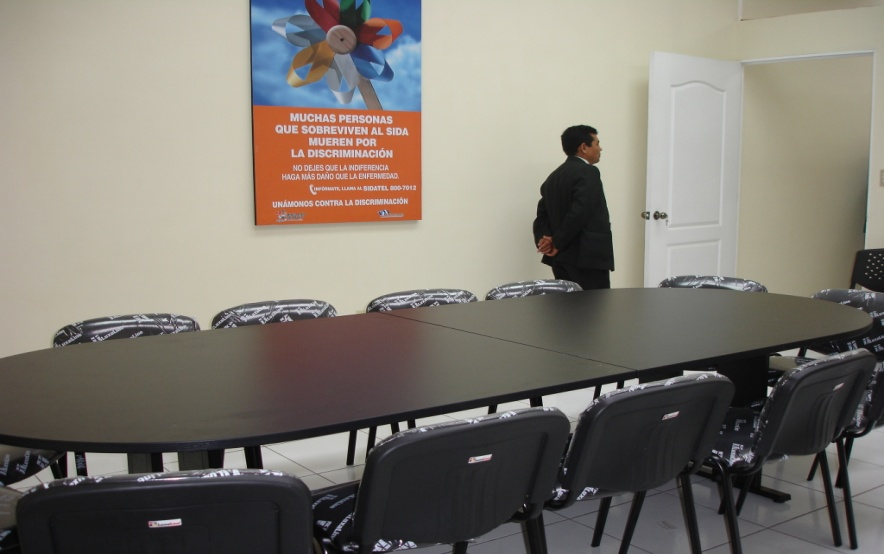 MUCHAS PERSONAS
QUE SOBREVIVEN AL SIDA
MUEREN POR
LA DISCRIMINACIÓN
NO DEJES QUE LA INDIFERENCIA
HAGA MÁS DAÑO QUE LA ENFERMEDAD.
INFÓRMATE, LLAMA AL SIDATEL 800-7012
UNÁMONOS CONTRA LA DISCRIMINACIÓN